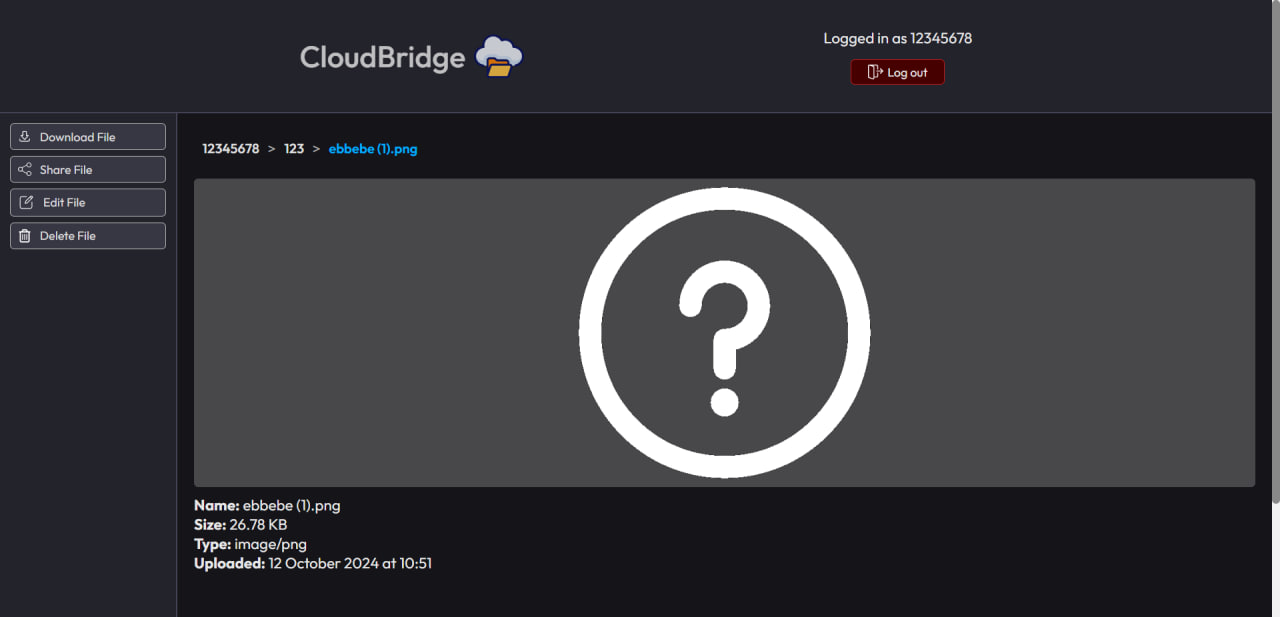 CloudBridge
Logged in as 12345678
Log out
Download File
Share File
Edit File
Delete File
12345678 > 123 > ebbebe (1).png
?
Name: ebbebe (1).png
Size: 26.78 KB
Type: image/png
Uploaded: 12 October 2024 at 10:51